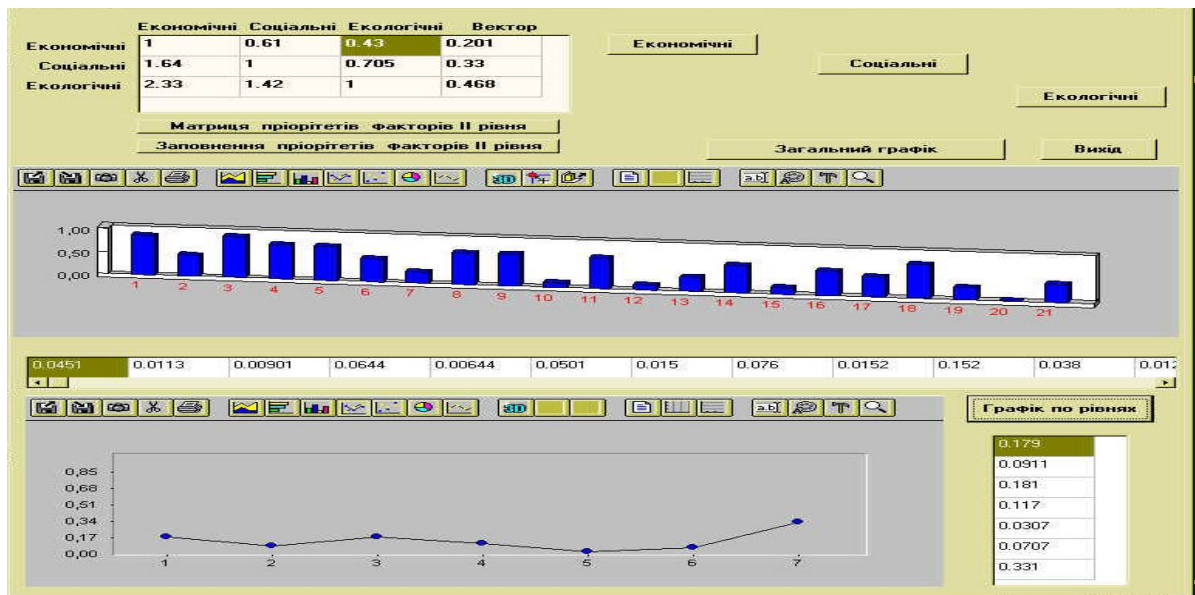 Економічні Соціальні Екологічні Вектор
Економічні 1 0.61 0.43 0.201
Соціальні 1.64 1 0.705 0.33
Екологічні 2.33 1.42 1 0.468
Економічні
Соціальні
Екологічні
Матриця пріорітетів факторів II рівня
Заповнення пріорітетів факторів II рівня
Загальний графік
Вихід
3D
a.b
1,00
0,50
0,00
1 2 3 4 5 6 7 8 9 10 11 12 13 14 15 16 17 18 19 20 21
0.0451 0.0113 0.00901 0.0644 0.00644 0.0501 0.015 0.076 0.0152 0.152 0.038 0.012
3D
a.b
Графік по рівнях
0,85
0,68
0,51
0,34
0,17
0,00
1 2 3 4 5 6 7
0.179
0.0911
0.181
0.117
0.0307
0.0707
0.331